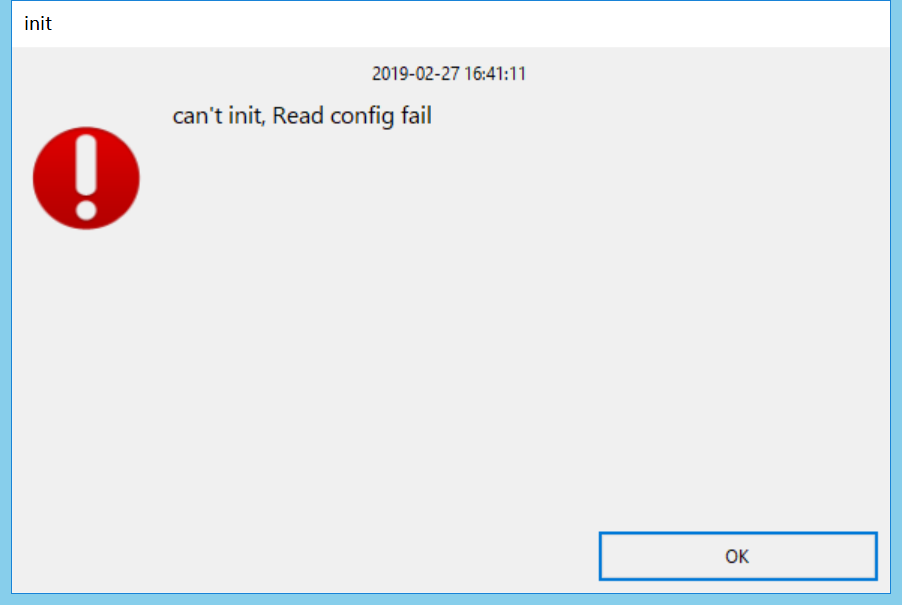 init
2019-02-27 16:41:11
can't init, Read config fail
OK